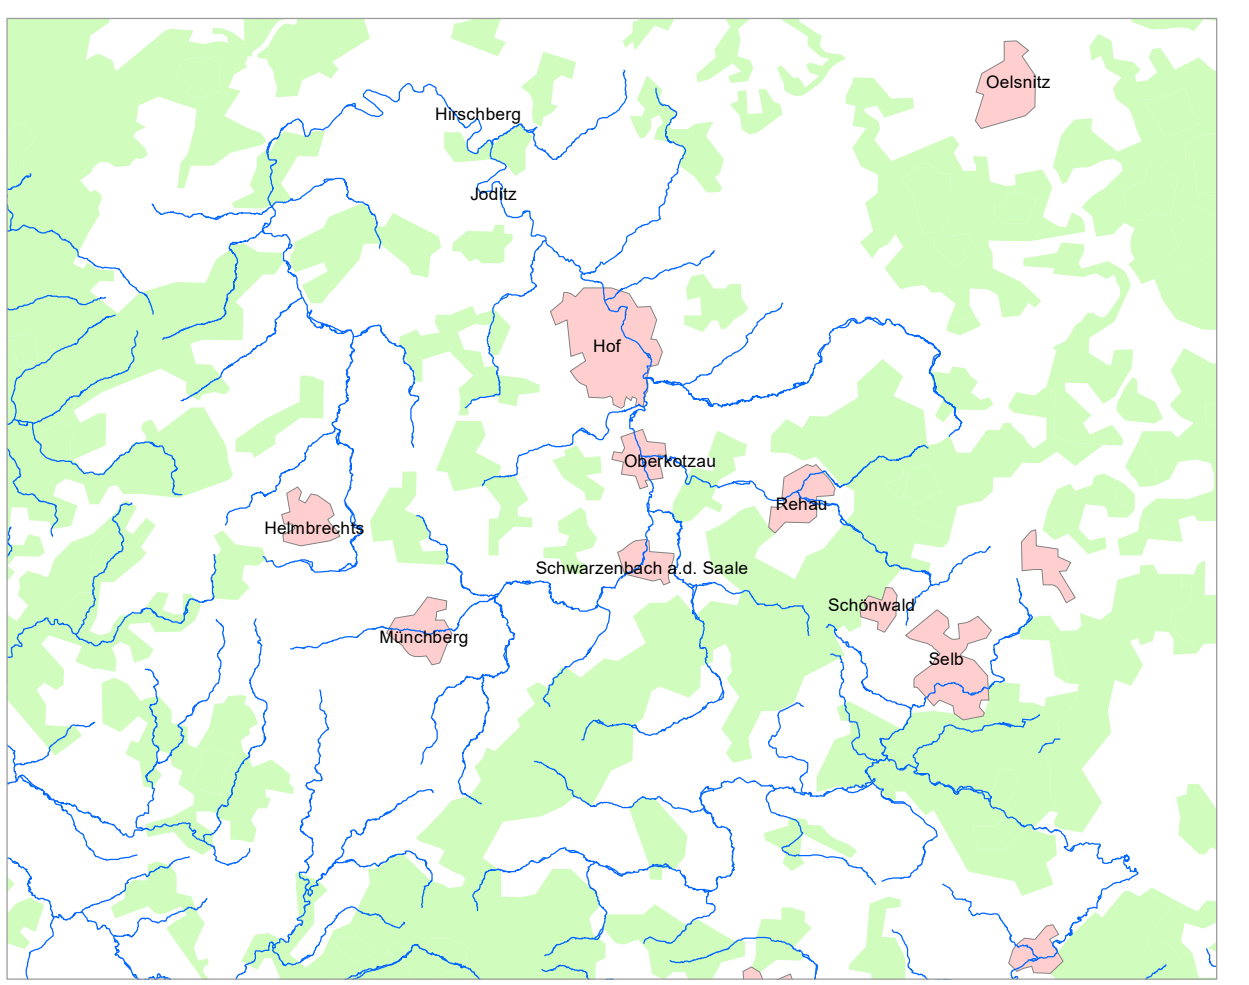 Oelsnitz
Hirschberg
Joditz
Hof
Oberkotzau
Rehau
Helmbrechts
Schwarzenbach a.d. Saale
Schönwald
Münchberg
Selb